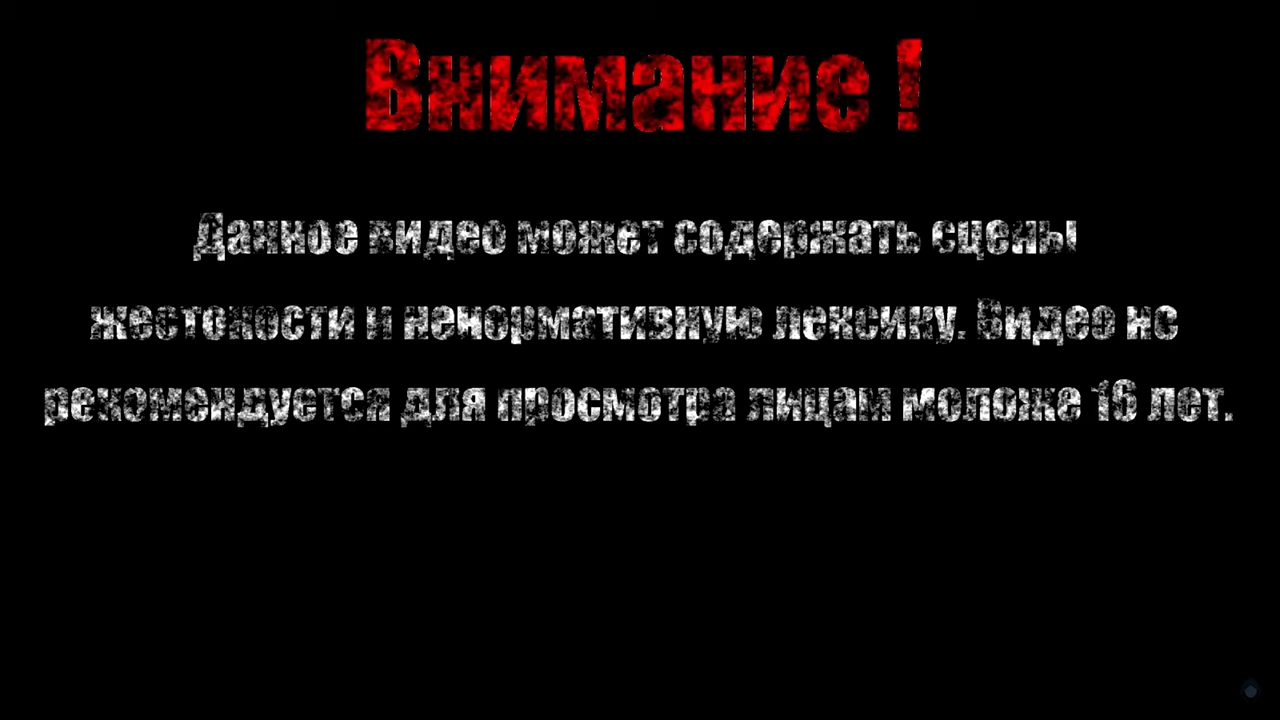 Внимание !
Данное видео может содержать сцены
жестокости и ненормативную лексику. Видео не
рекомендуется для просмотра лицам моложе 16 лет.